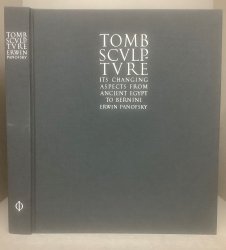 TOMB
SCVLP
TVRE
ERWIN
PANOFSKY
TOMB
SCVLP-
TVRE
ITS CHANGING
ASPECTS FROM
ANCIENT EGYPT
TO BERNINI
ERWIN PANOFSKY